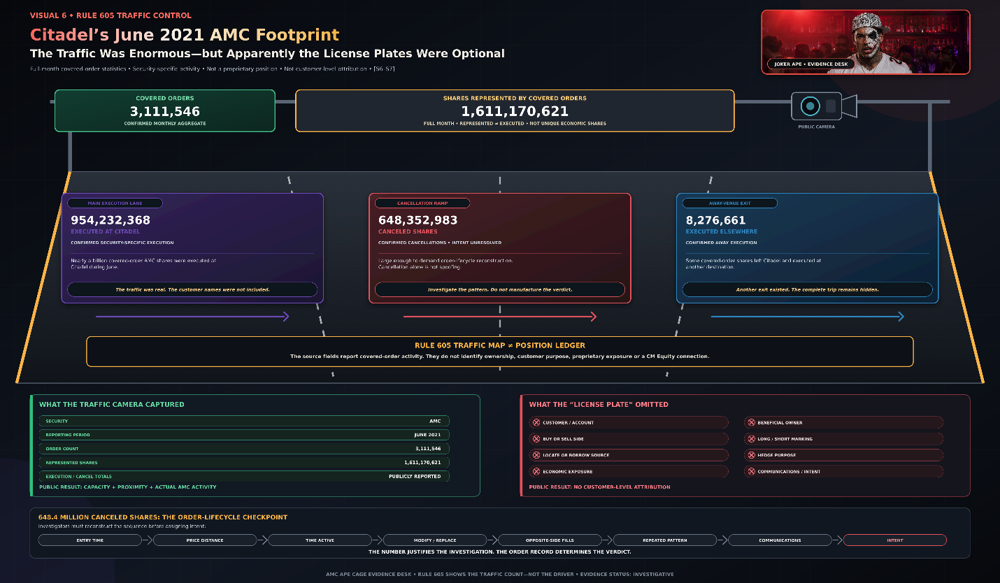 VISUAL 6 • RULE 605 TRAFFIC CONTROL
Citadel’s June 2021 AMC Footprint
The Traffic Was Enormous—but Apparently the License Plates Were Optional
Full-month covered-order statistics • Security-specific activity • Not a proprietary position • Not customer-level attribution • [S6–S7]
JOKER APE • EVIDENCE DESK
COVERED ORDERS
3,111,546
CONFIRMED MONTHLY AGGREGATE
SHARES REPRESENTED BY COVERED ORDERS
1,611,170,621
FULL MONTH • REPRESENTED ≠ EXECUTED • NOT UNIQUE ECONOMIC SHARES
PUBLIC CAMERA
MAIN EXECUTION LANE
954,232,368
EXECUTED AT CITADEL
CONFIRMED SECURITY-SPECIFIC EXECUTION
Nearly a billion covered-order AMC shares were executed at
Citadel during June.
The traffic was real. The customer names were not included.
CANCELLATION RAMP
648,352,983
CANCELED SHARES
CONFIRMED CANCELLATIONS • INTENT UNRESOLVED
Large enough to demand order-lifecycle reconstruction.
Cancellation alone is not spoofing.
Investigate the pattern. Do not manufacture the verdict.
AWAY-VENUE EXIT
8,276,661
EXECUTED ELSEWHERE
CONFIRMED AWAY EXECUTION
Some covered-order shares left Citadel and executed at
another destination.
Another exit existed. The complete trip remains hidden.
RULE 605 TRAFFIC MAP ≠ POSITION LEDGER
The source fields report covered-order activity. They do not identify ownership, customer purpose, proprietary exposure or a CM Equity connection.
WHAT THE TRAFFIC CAMERA CAPTURED
SECURITY AMC
REPORTING PERIOD JUNE 2021
ORDER COUNT 3,111,546
REPRESENTED SHARES 1,611,170,621
EXECUTION / CANCEL TOTALS PUBLICLY REPORTED
PUBLIC RESULT: CAPACITY + PROXIMITY + ACTUAL AMC ACTIVITY
WHAT THE “LICENSE PLATE” OMITTED
CUSTOMER / ACCOUNT BENEFICIAL OWNER
BUY OR SELL SIDE LONG / SHORT MARKING
LOCATE OR BORROW SOURCE HEDGE PURPOSE
ECONOMIC EXPOSURE COMMUNICATIONS / INTENT
PUBLIC RESULT: NO CUSTOMER-LEVEL ATTRIBUTION
648.4 MILLION CANCELED SHARES: THE ORDER-LIFECYCLE CHECKPOINT
Investigators must reconstruct the sequence before assigning intent:
ENTRY TIME PRICE DISTANCE TIME ACTIVE MODIFY / REPLACE OPPOSITE-SIDE FILLS REPEATED PATTERN COMMUNICATIONS INTENT
THE NUMBER JUSTIFIES THE INVESTIGATION. THE ORDER RECORD DETERMINES THE VERDICT.
AMC APE CAGE EVIDENCE DESK • RULE 605 SHOWS THE TRAFFIC COUNT—NOT THE DRIVER • EVIDENCE STATUS: INVESTIGATIVE